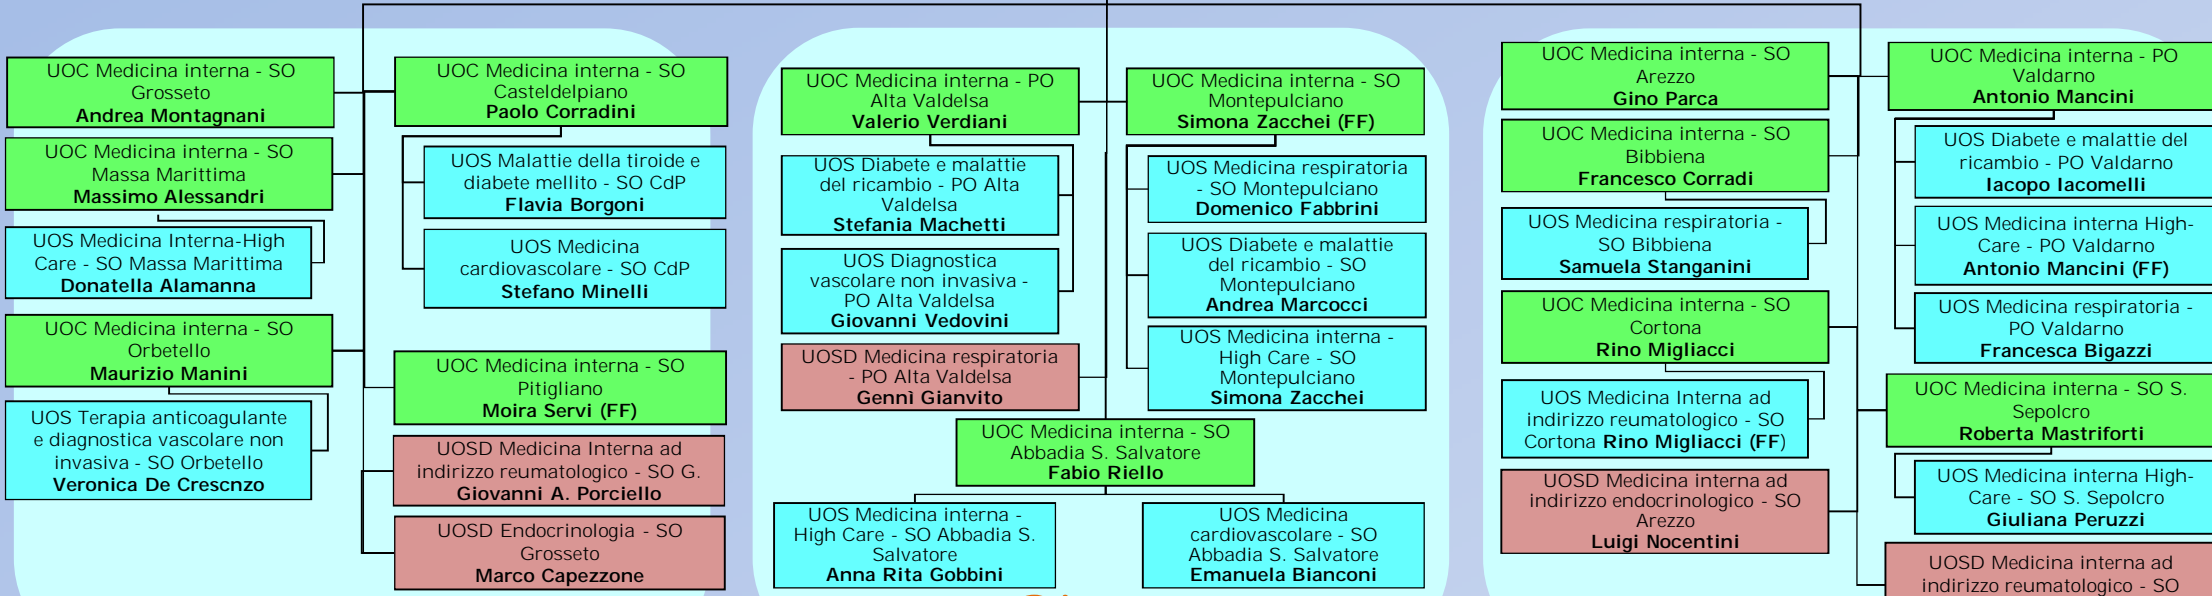 UOC Medicina interna - SO
Grosseto
Andrea Montagnani
UOC Medicina interna - SO
Massa Marittima
Massimo Alessandri
UOS Medicina Interna-High
Care - SO Massa Marittima
Donatella Alamanna
UOC Medicina interna - SO
Orbetello
Maurizio Manini
UOS Terapia anticoagulante
e diagnostica vascolare non
invasiva - SO Orbetello
Veronica De Crescnzo
UOC Medicina interna - SO
Casteldelpiano
Paolo Corradini
UOS Malattie della tiroide e
diabete mellito - SO CdP
Flavia Borgoni
UOS Medicina
cardiovascolare - SO CdP
Stefano Minelli
UOC Medicina interna - SO
Pitigliano
Moira Servi (FF)
UOSD Medicina Interna ad
indirizzo reumatologico - SO G.
Giovanni A. Porciello
UOSD Endocrinologia - SO
Grosseto
Marco Capezzone
UOC Medicina interna - PO
Alta Valdelsa
Valerio Verdiani
UOS Diabete e malattie
del ricambio - PO Alta
Valdelsa
Stefania Machetti
UOS Diagnostica
vascolare non invasiva -
PO Alta Valdelsa
Giovanni Vedovini
UOSD Medicina respiratoria
- PO Alta Valdelsa
Gennì Gianvito
UOC Medicina interna - SO
Montepulciano
Simona Zacchei (FF)
UOS Medicina respiratoria
- SO Montepulciano
Domenico Fabbrini
UOS Diabete e malattie
del ricambio - SO
Montepulciano
Andrea Marcocci
UOS Medicina interna -
High Care - SO
Montepulciano
Simona Zacchei
UOC Medicina interna - SO
Abbadia S. Salvatore
Fabio Riello
UOS Medicina interna -
High Care - SO Abbadia S.
Salvatore
Anna Rita Gobbini
UOS Medicina
cardiovascolare - SO
Abbadia S. Salvatore
Emanuela Bianconi
UOC Medicina interna - SO
Arezzo
Gino Parca
UOC Medicina interna - SO
Bibbiena
Francesco Corradi
UOS Medicina respiratoria -
SO Bibbiena
Samuela Stanganini
UOC Medicina interna - SO
Cortona
Rino Migliacci
UOS Medicina Interna ad
indirizzo reumatologico - SO
Cortona Rino Migliacci (FF)
UOSD Medicina interna ad
indirizzo endocrinologico - SO
Arezzo
Luigi Nocentini
UOC Medicina interna - PO
Valdarno
Antonio Mancini
UOS Diabete e malattie del
ricambio - PO Valdarno
Iacopo Iacomelli
UOS Medicina interna High-
Care - PO Valdarno
Antonio Mancini (FF)
UOS Medicina respiratoria -
PO Valdarno
Francesca Bigazzi
UOC Medicina interna - SO S.
Sepolcro
Roberta Mastriforti
UOS Medicina interna High-
Care - SO S. Sepolcro
Giuliana Peruzzi
UOSD Medicina interna ad
indirizzo reumatologico - SO